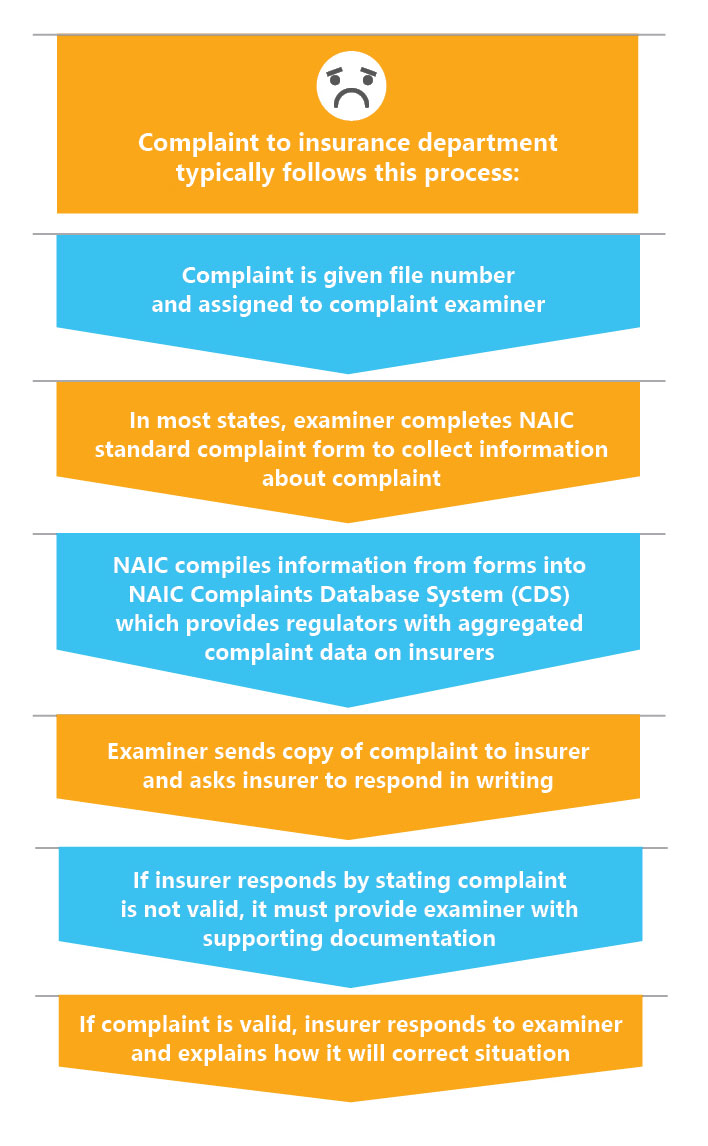 Complaint to insurance department
typically follows this process:
Complaint is given file number
and assigned to complaint examiner
In most states, examiner completes NAIC
standard complaint form to collect information
about complaint
NAIC compiles information from forms into
NAIC Complaints Database System (CDS)
which provides regulators with aggregated
complaint data on insurers
Examiner sends copy of complaint to insurer
and asks insurer to respond in writing
If insurer responds by stating complaint
is not valid, it must provide examiner with
supporting documentation
If complaint is valid, insurer responds to examiner
and explains how it will correct situation